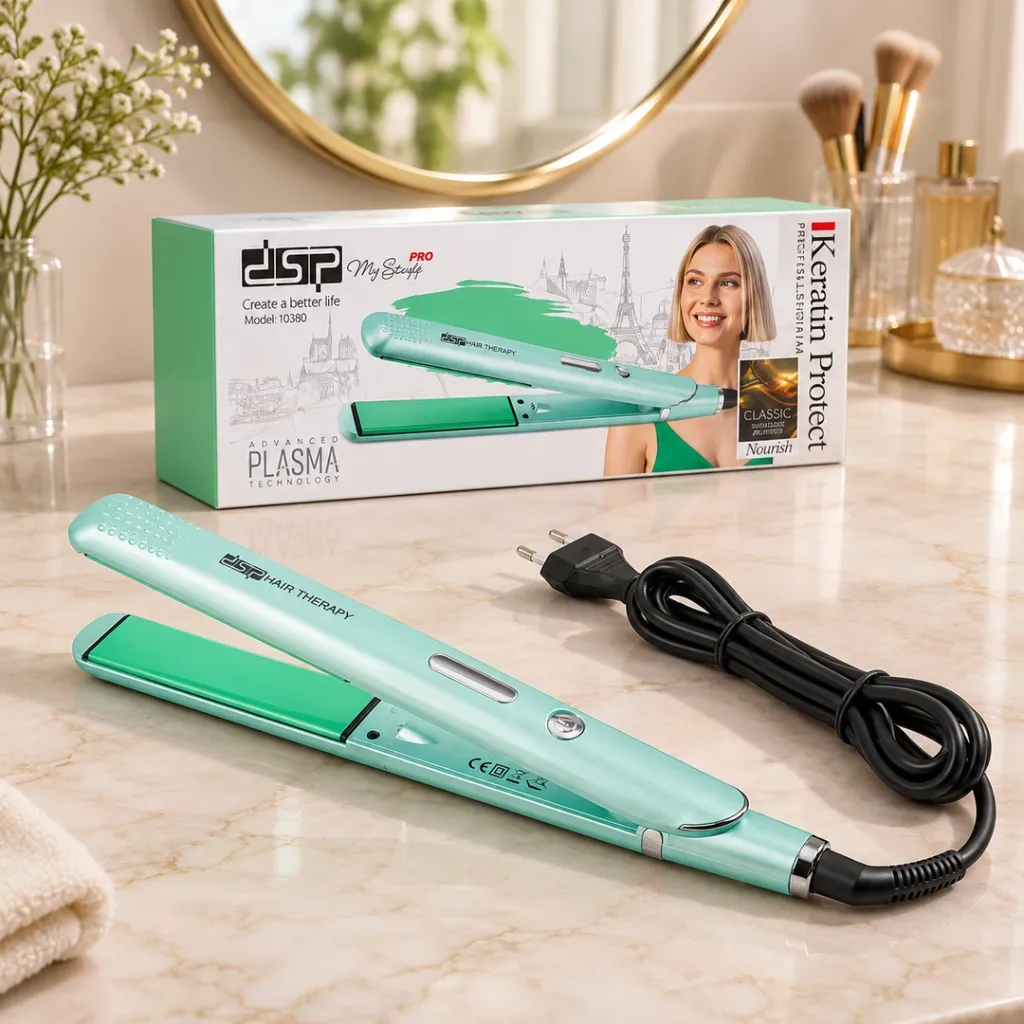 dsp
My Style PRO
Create a better life
Model: 10380
dsp HAIR THERAPY
ADVANCED
PLASMA
TECHNOLOGY
Keratin Protect
CLASSIC
Nourish
dsp HAIR THERAPY
CE